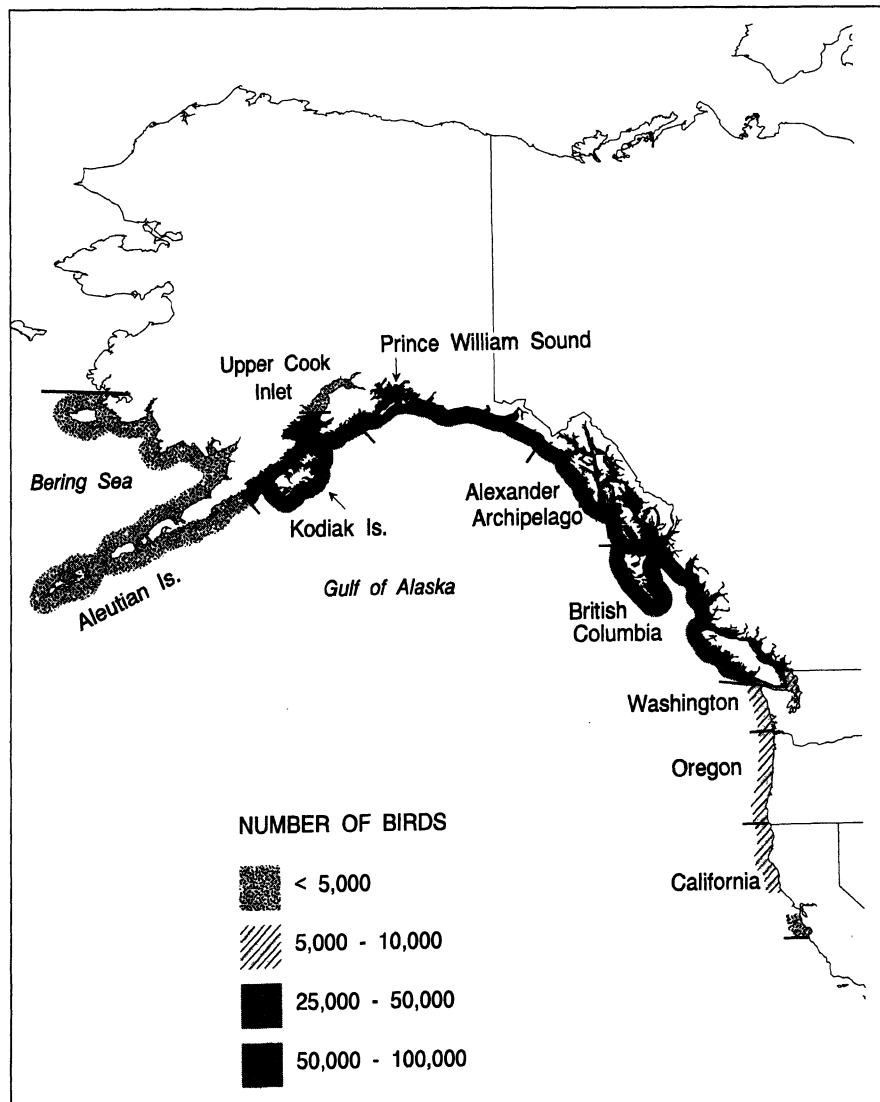 Prince William Sound
Upper Cook
Inlet
Bering Sea
Alexander
Archipelago
Kodiak Is.
Aleutian Is.
Gulf of Alaska
British
Columbia
Washington
Oregon
California
NUMBER OF BIRDS
< 5,000
5,000 - 10,000
25,000 - 50,000
50,000 - 100,000